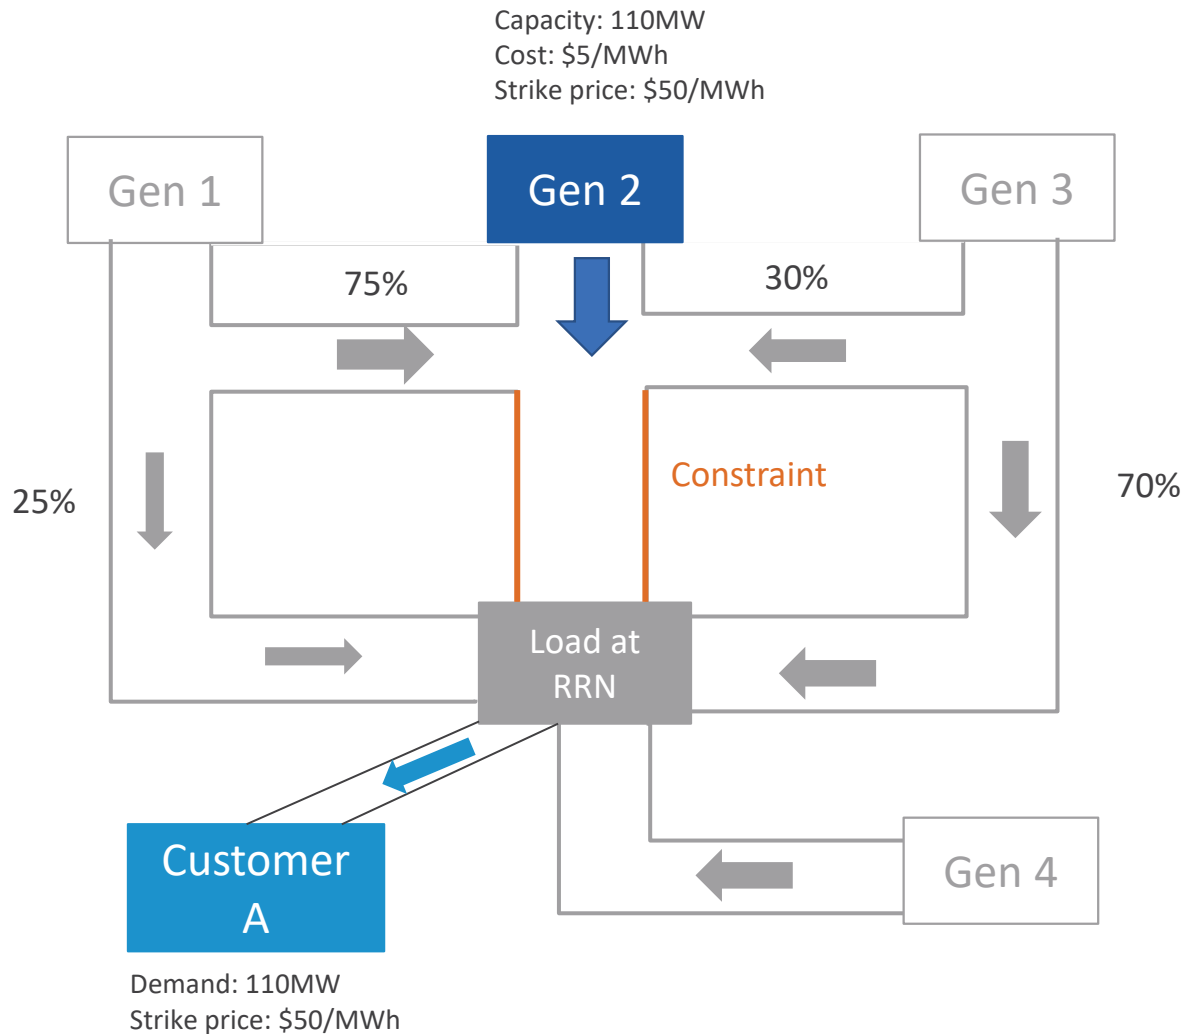 Capacity: 110MW
Cost: $5/MWh
Strike price: $50/MWh
Gen 1
Gen 2
Gen 3
75%
30%
Constraint
25%
70%
Load at
RRN
Customer
A
Gen 4
Demand: 110MW
Strike price: $50/MWh